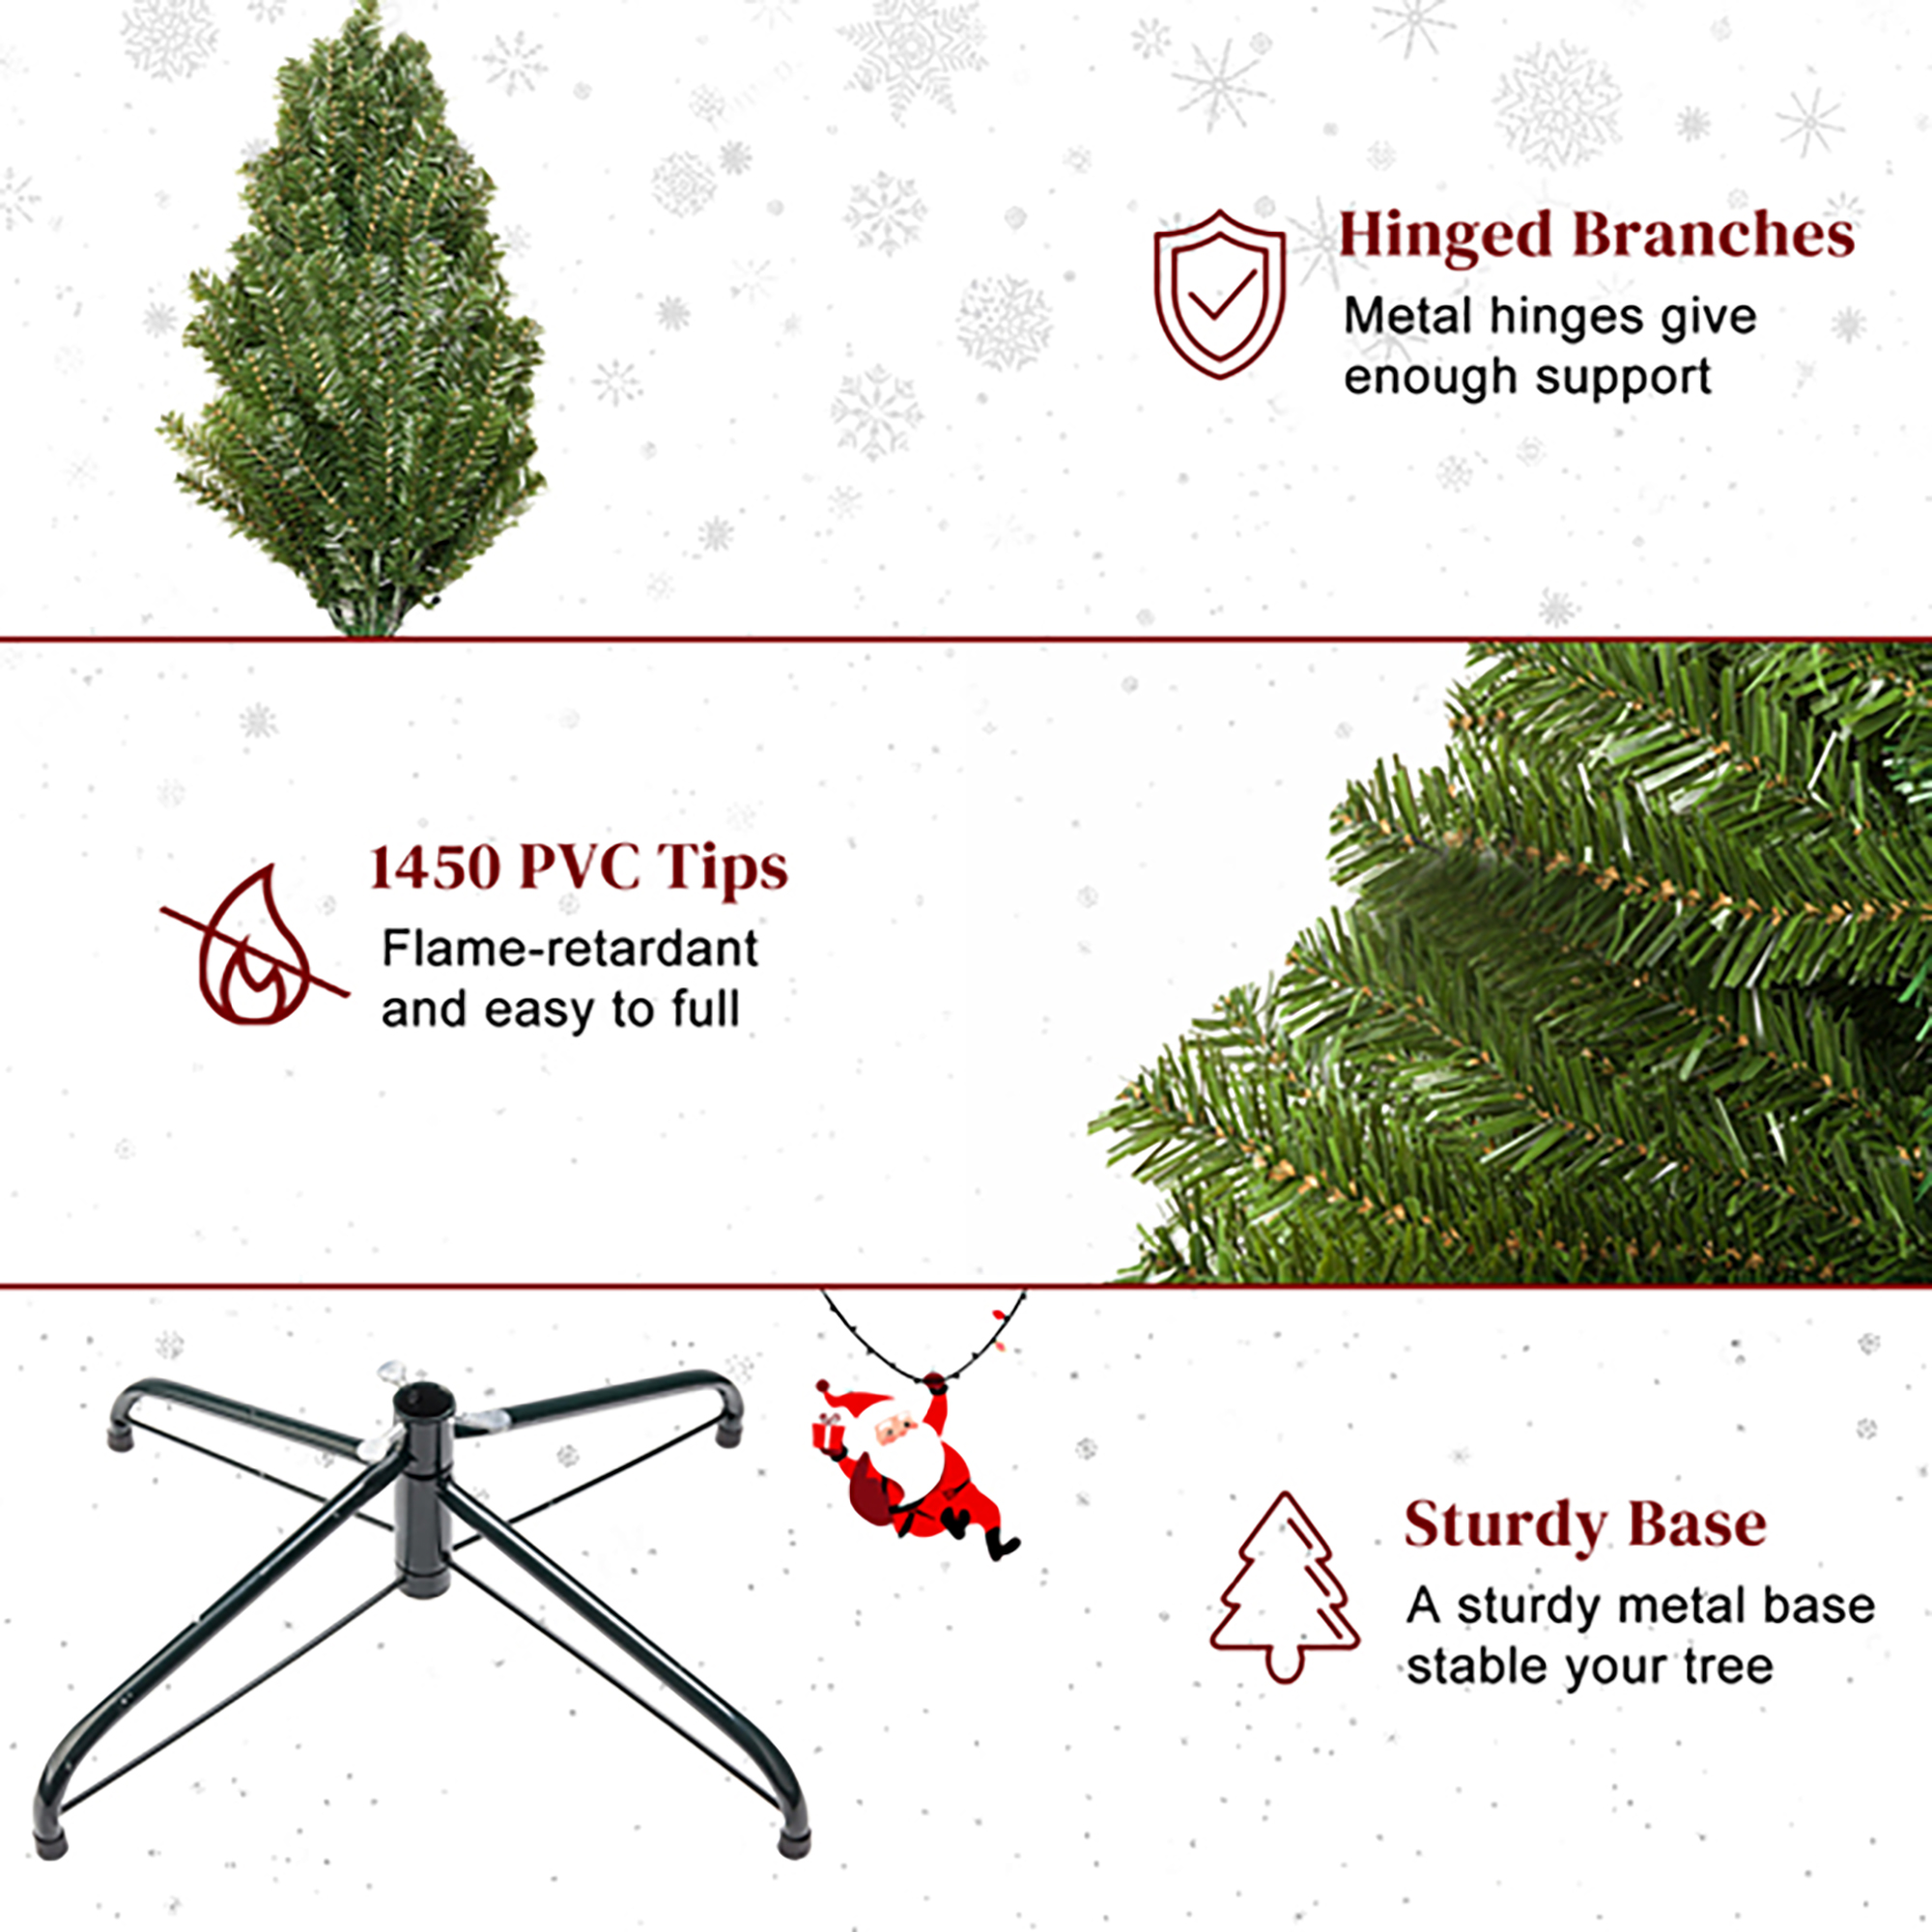 Hinged Branches
Metal hinges give
enough support
1450 PVC Tips
Flame-retardant
and easy to full
Sturdy Base
A sturdy metal base
stable your tree